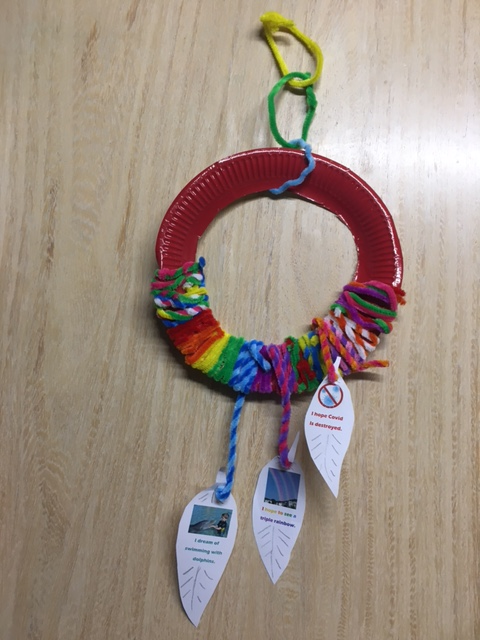 I dream of
swimming with
dolphins.
I hope to see a
triple rainbow.
I hope Covid
is destroyed.